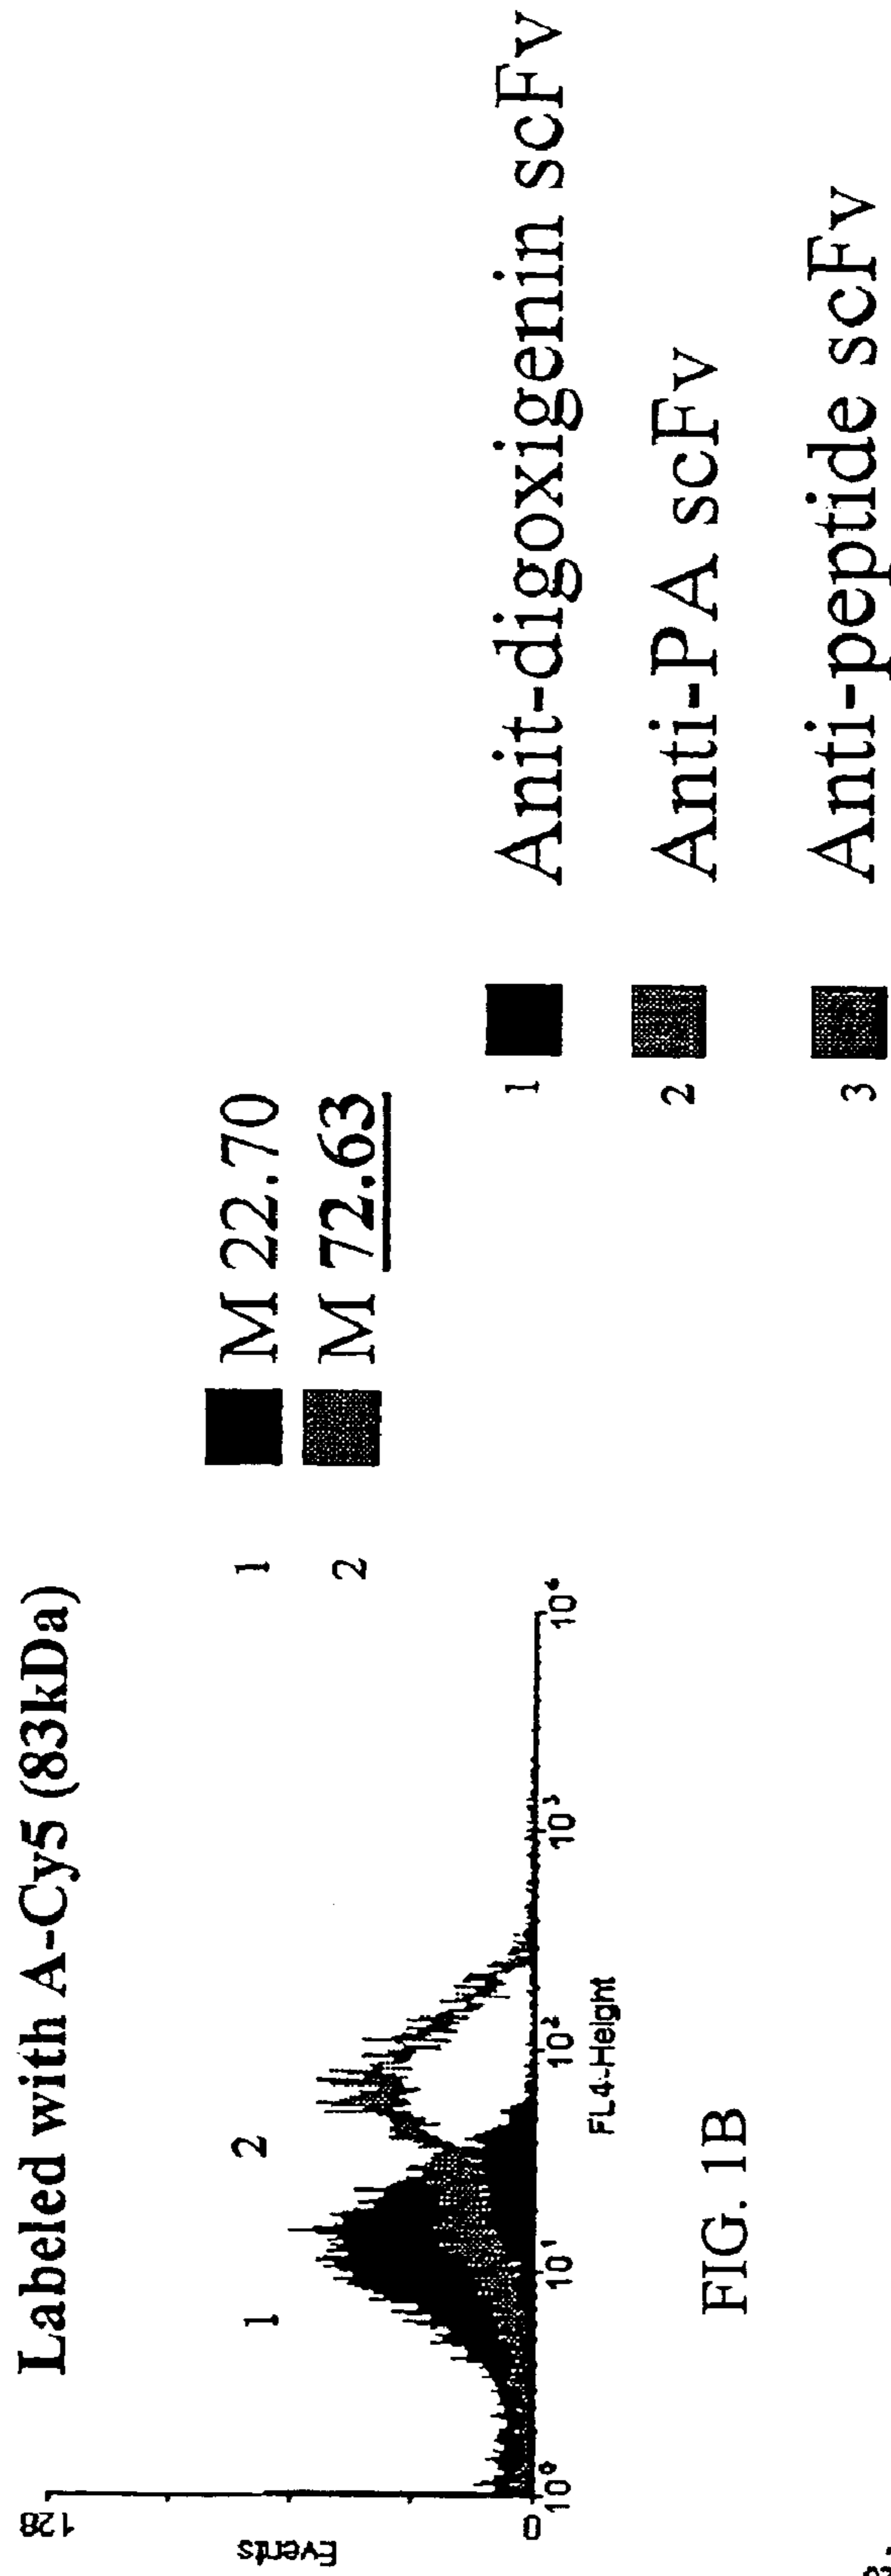 Labeled with A-Cy5 (83kDa)
128
Events
0
1
2
10⁰
10¹
10²
10³
10⁴
FL4-Height
1 M 22.70
2 M 72.63
FIG. 1B
1 Anit-digoxigenin scFv
2 Anti-PA scFv
3 Anti-peptide scFv